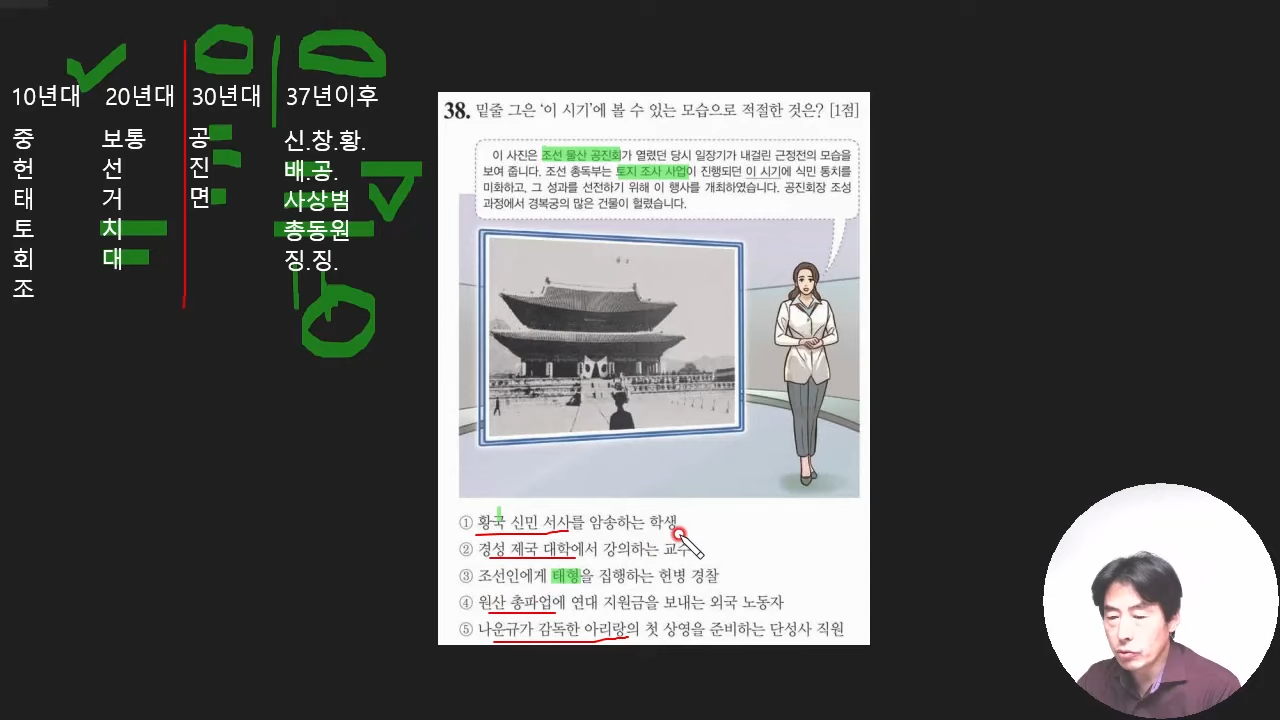 10년대 20년대 30년대 37년이후
중 보통 공 신.창.황.
헌 선 진 배.공.
태 거 면 사상범
토 치 총동원
회 대 징.징.
조
38. 밑줄 그은 '이 시기'에 볼 수 있는 모습으로 적절한 것은? [1점]
이 사진은 조선 물산 공진회가 열렸던 당시 일장기가 내걸린 근정전의 모습을
보여 줍니다. 조선 총독부는 토지 조사 사업이 진행되던 이 시기에 식민 통치를
미화하고, 그 성과를 선전하기 위해 이 행사를 개최하였습니다. 공진회장 조성
과정에서 경복궁의 많은 건물이 헐렸습니다.
① 황국 신민 서사를 암송하는 학생
② 경성 제국 대학에서 강의하는 교수
③ 조선인에게 태형을 집행하는 헌병 경찰
④ 원산 총파업에 연대 지원금을 보내는 외국 노동자
⑤ 나운규가 감독한 아리랑의 첫 상영을 준비하는 단성사 직원